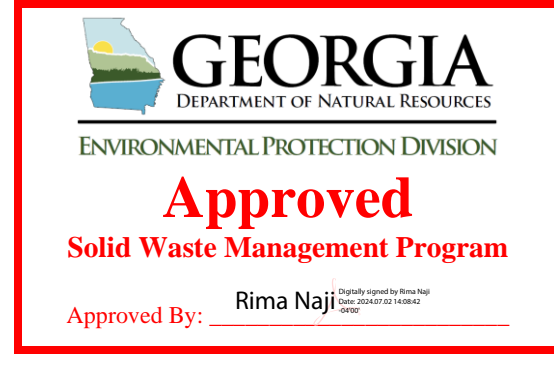 GEORGIA
DEPARTMENT OF NATURAL RESOURCES
ENVIRONMENTAL PROTECTION DIVISION
Approved
Solid Waste Management Program
Rima Naji
Digitally signed by Rima Naji
Date: 2024.07.02 14:08:42
-04'00'
Approved By: